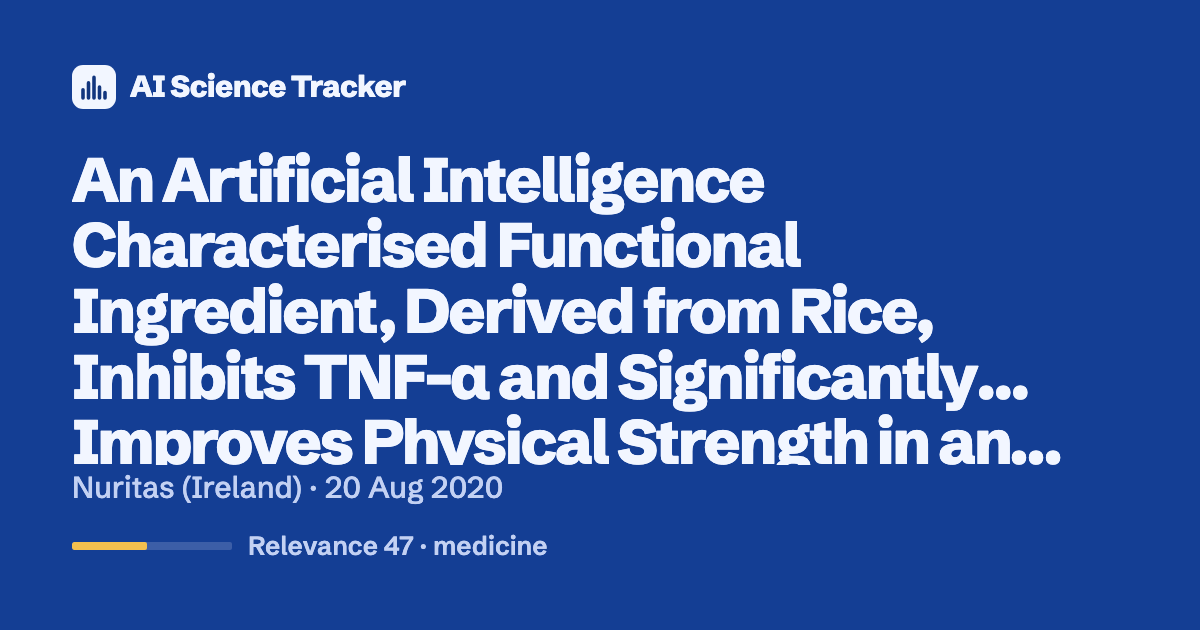 AI Science Tracker
An Artificial Intelligence
Characterised Functional
Ingredient, Derived from Rice,
Inhibits TNF-α and Significantly...
Improves Physical Strength in an...
Nuritas (Ireland) · 20 Aug 2020
Relevance 47 · medicine